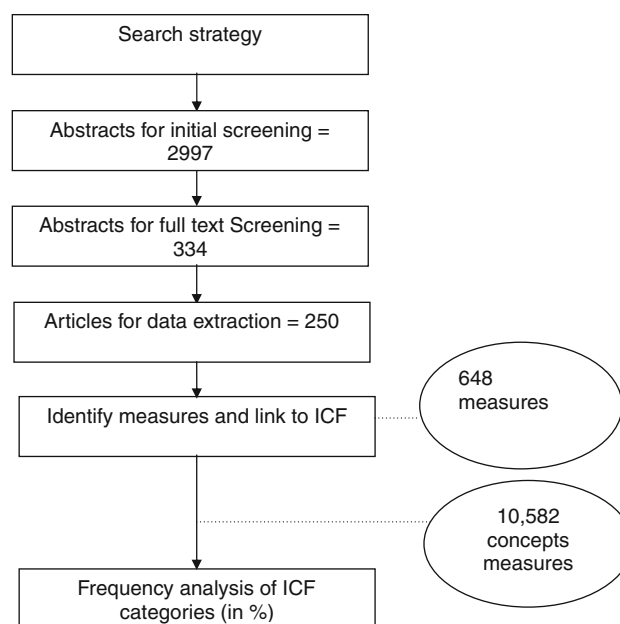 Search strategy
Abstracts for initial screening =
2997
Abstracts for full text Screening =
334
Articles for data extraction = 250
648
measures
Identify measures and link to ICF
10,582
concepts
measures
Frequency analysis of ICF
categories (in %)